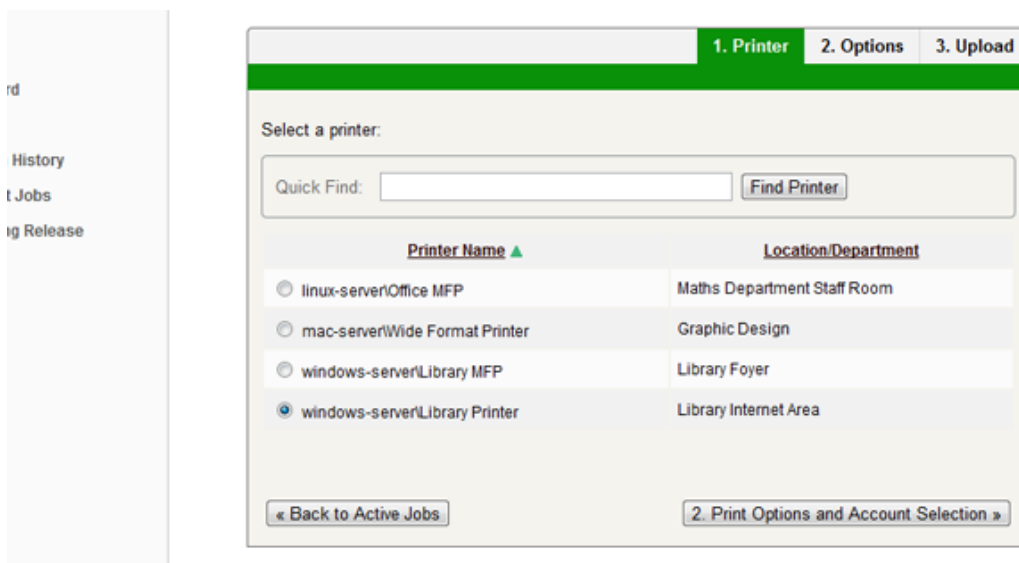 1. Printer 2. Options 3. Upload
rd
Select a printer:
History
Quick Find: Find Printer
t Jobs
ng Release
Printer Name ▲ Location/Department
linux-server\Office MFP Maths Department Staff Room
mac-server\Wide Format Printer Graphic Design
windows-server\Library MFP Library Foyer
windows-server\Library Printer Library Internet Area
« Back to Active Jobs 2. Print Options and Account Selection »